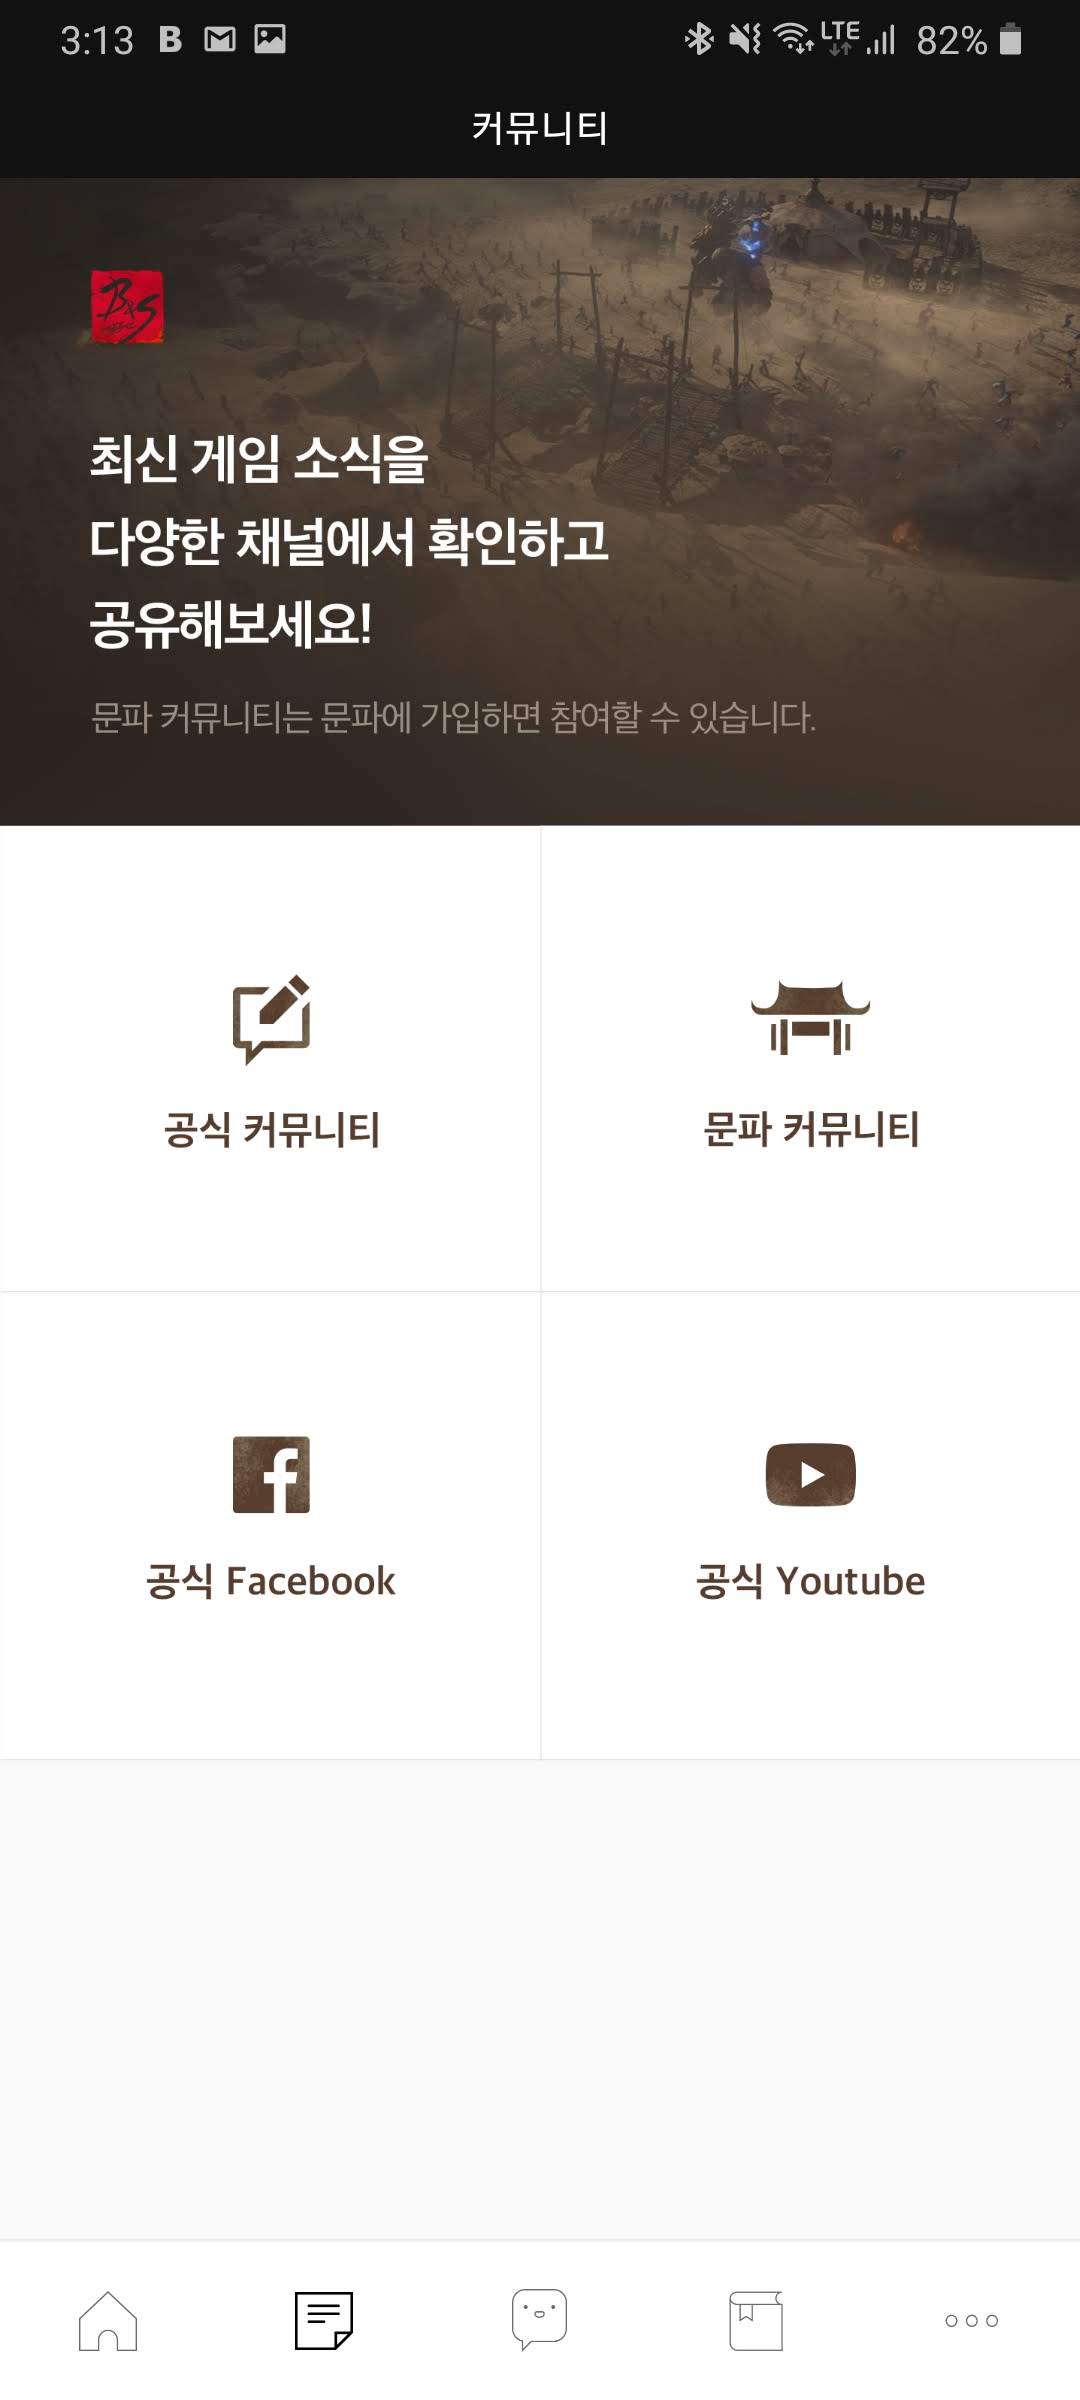 3:13 B LTE 82%
커뮤니티
B&S
최신 게임 소식을
다양한 채널에서 확인하고
공유해보세요!
문파 커뮤니티는 문파에 가입하면 참여할 수 있습니다.
공식 커뮤니티
문파 커뮤니티
공식 Facebook
공식 Youtube